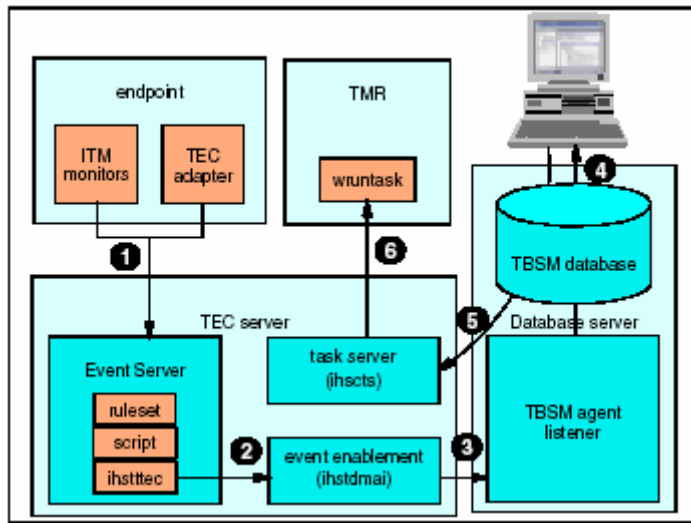 endpoint
ITM
monitors
TEC
adapter
TMR
wruntask
4
1
6
TBSM database
TEC server
5
Database server
Event Server
ruleset
script
ihstttec
task server
(ihscts)
2
event enablement
(ihstdmai)
3
TBSM agent
listener